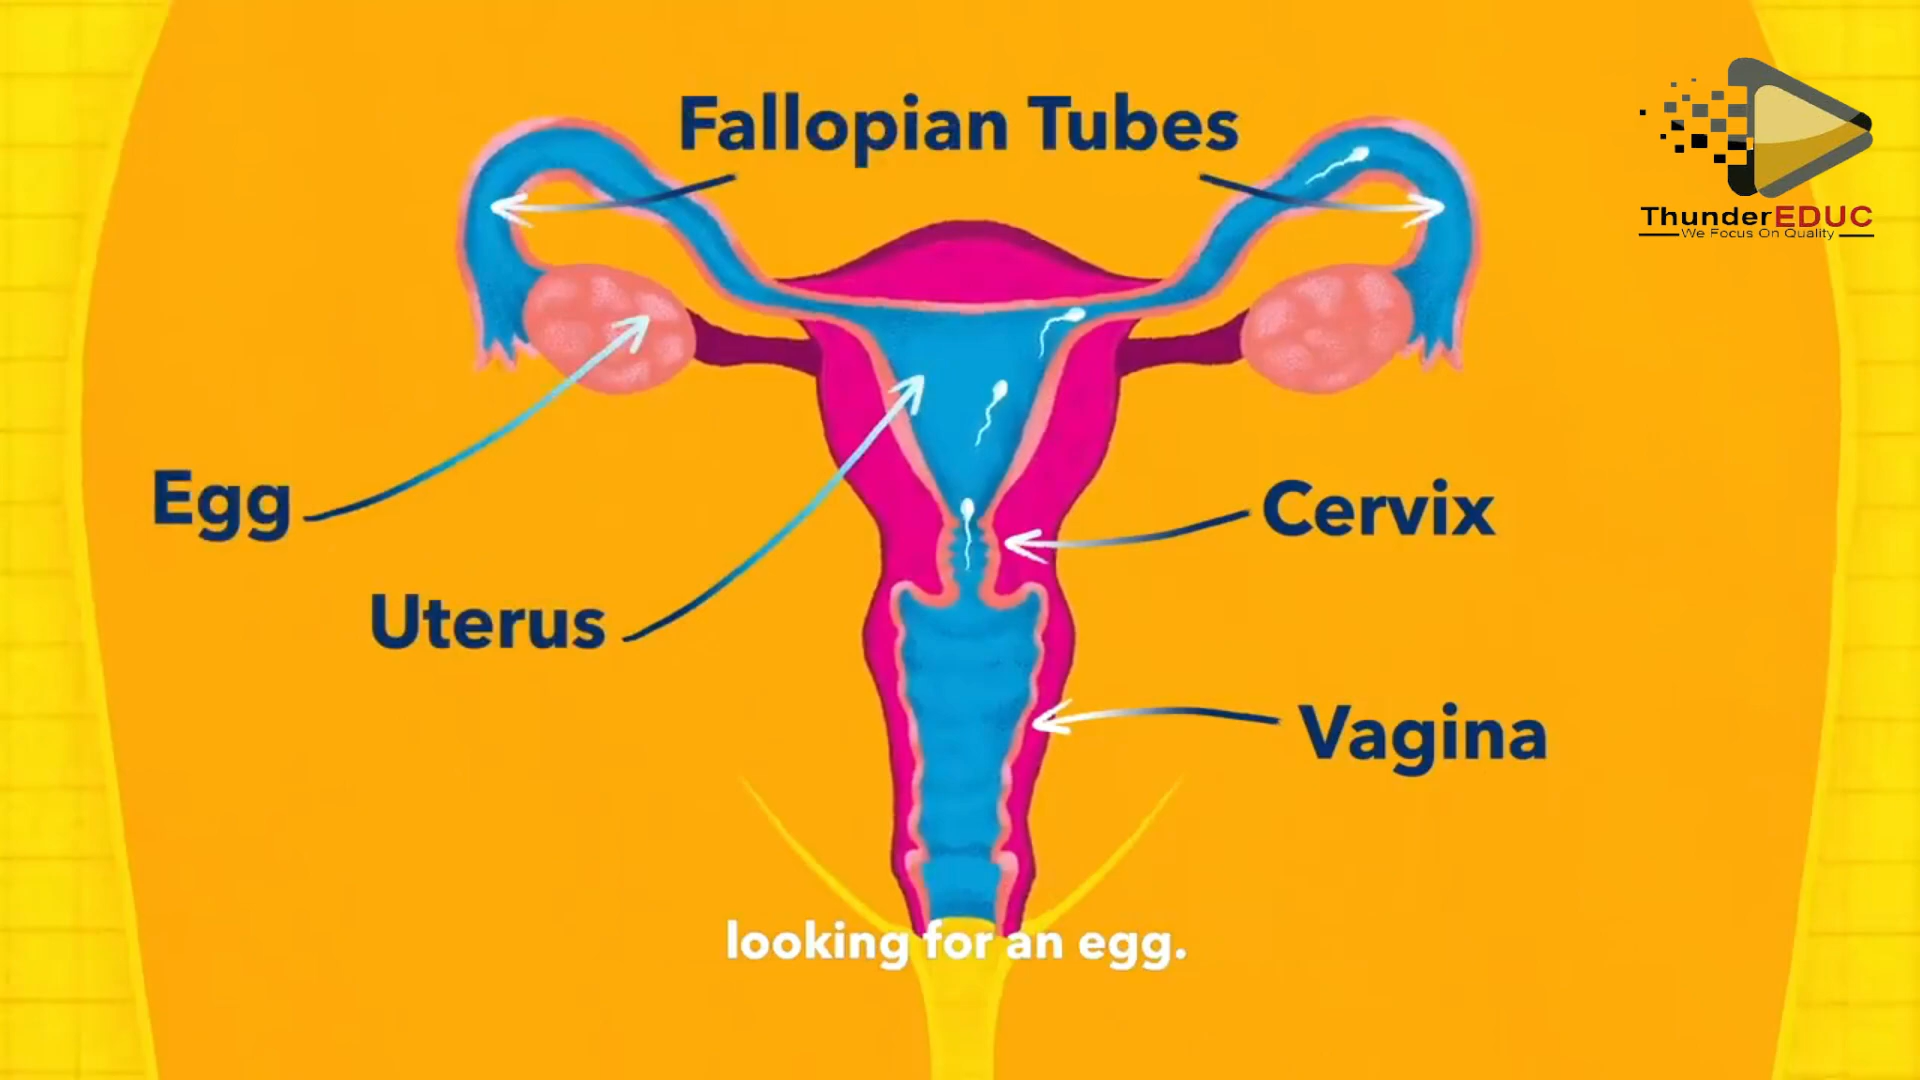 Fallopian Tubes
ThunderEDUC
We Focus On Quality
Egg
Cervix
Uterus
Vagina
looking for an egg.